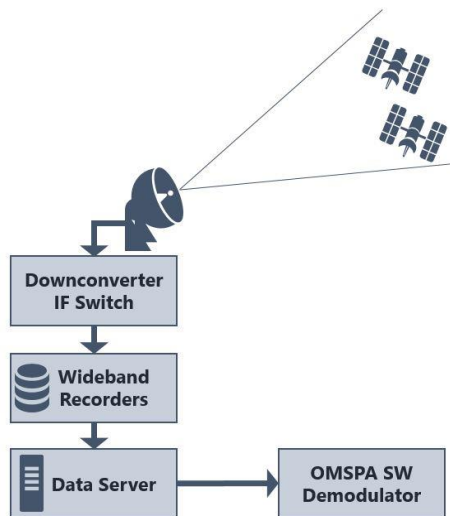 Downconverter
IF Switch
Wideband
Recorders
Data Server
OMSPA SW
Demodulator